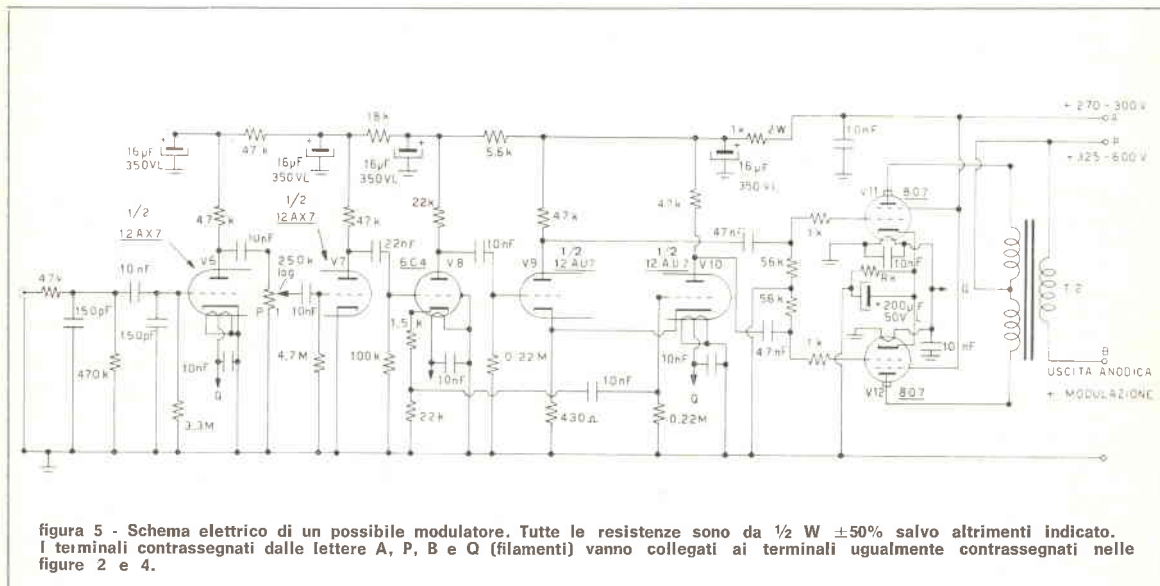 + 270-300 V
A
P
+325-600V
18k
47k
5.6k
1k 2W
10nF
16µF
350VL
16µF
350VL
16µF
350VL
16µF
350VL
1/2
12AX7
47k
10nF
250k
log
1/2
12AX7
47k
22nF
22k
10nF
6C4
V8
47k
1/2
12AU7
V9
47nF
1/2
12AU7
V10
1k
56k
56k
V11
807
10nF
Rk
200µF
50V
Q
T2
47k
10nF
V7
10nF
150pF
150pF
470k
3.3M
10nF
Q
4.7M
100k
1.5k
10nF
22k
0.22M
10nF
430Ω
10nF
Q
0.22M
47nF
1k
V12
807
B
USCITA ANODICA
+ MODULAZIONE
figura 5 - Schema elettrico di un possibile modulatore. Tutte le resistenze sono da ½ W ±50% salvo altrimenti indicato.
I terminali contrassegnati dalle lettere A, P, B e Q (filamenti) vanno collegati ai terminali ugualmente contrassegnati nelle
figure 2 e 4.